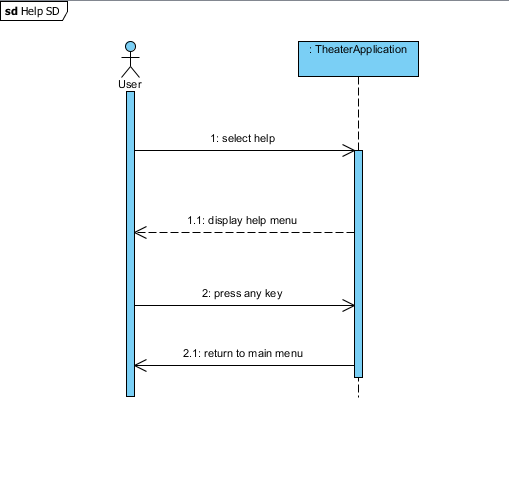 sd Help SD
: TheaterApplication
User
1: select help
1.1: display help menu
2: press any key
2.1: return to main menu